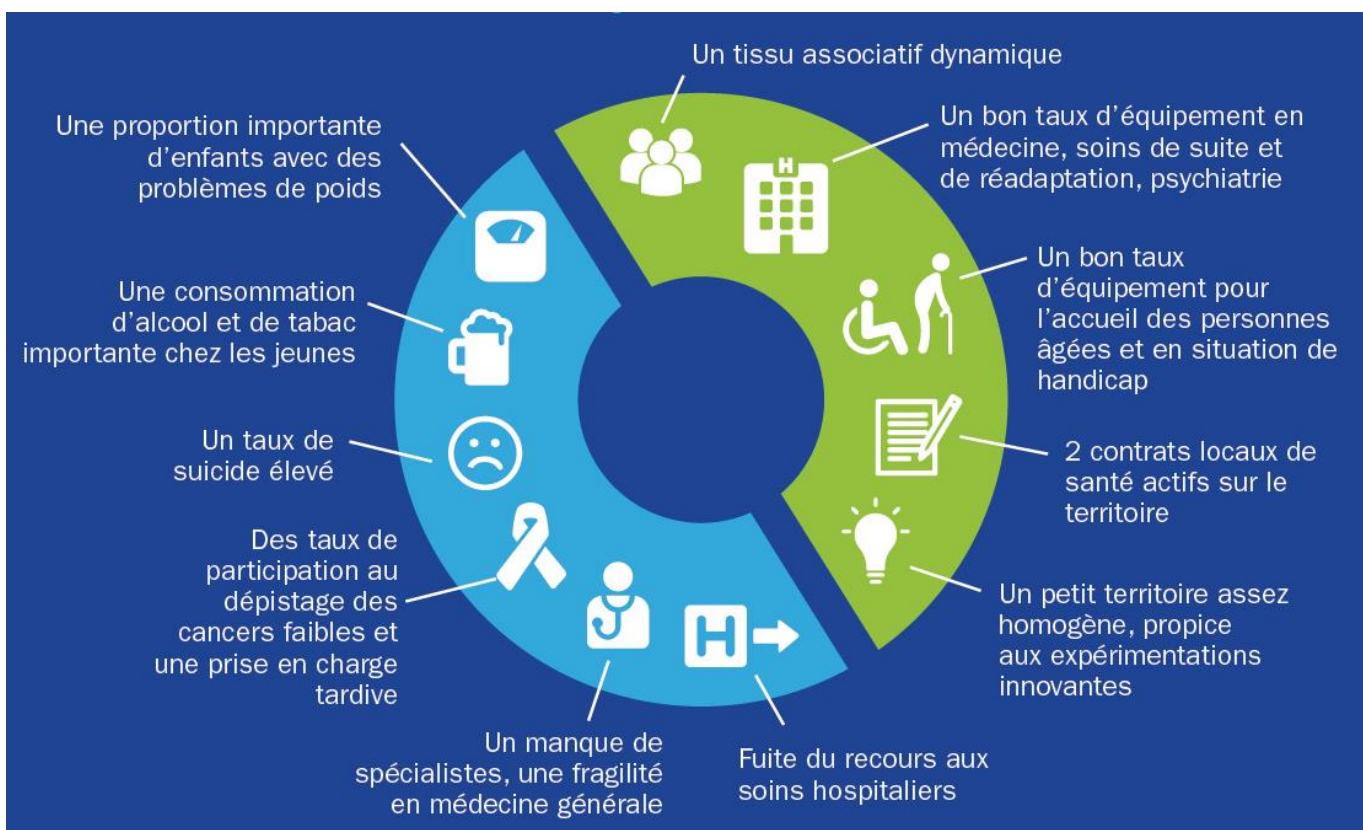 Un tissu associatif dynamique
Un bon taux d'équipement en
médecine, soins de suite et
de réadaptation, psychiatrie
Un bon taux
d'équipement pour
l'accueil des personnes
âgées et en situation de
handicap
2 contrats locaux de
santé actifs sur le
territoire
Un petit territoire assez
homogène, propice
aux expérimentations
innovantes
Fuite du recours aux
soins hospitaliers
Un manque de
spécialistes, une fragilité
en médecine générale
Des taux de
participation au
dépistage des
cancers faibles et
une prise en charge
tardive
Un taux de
suicide élevé
Une consommation
d'alcool et de tabac
importante chez les jeunes
Une proportion importante
d'enfants avec des
problèmes de poids
H
H